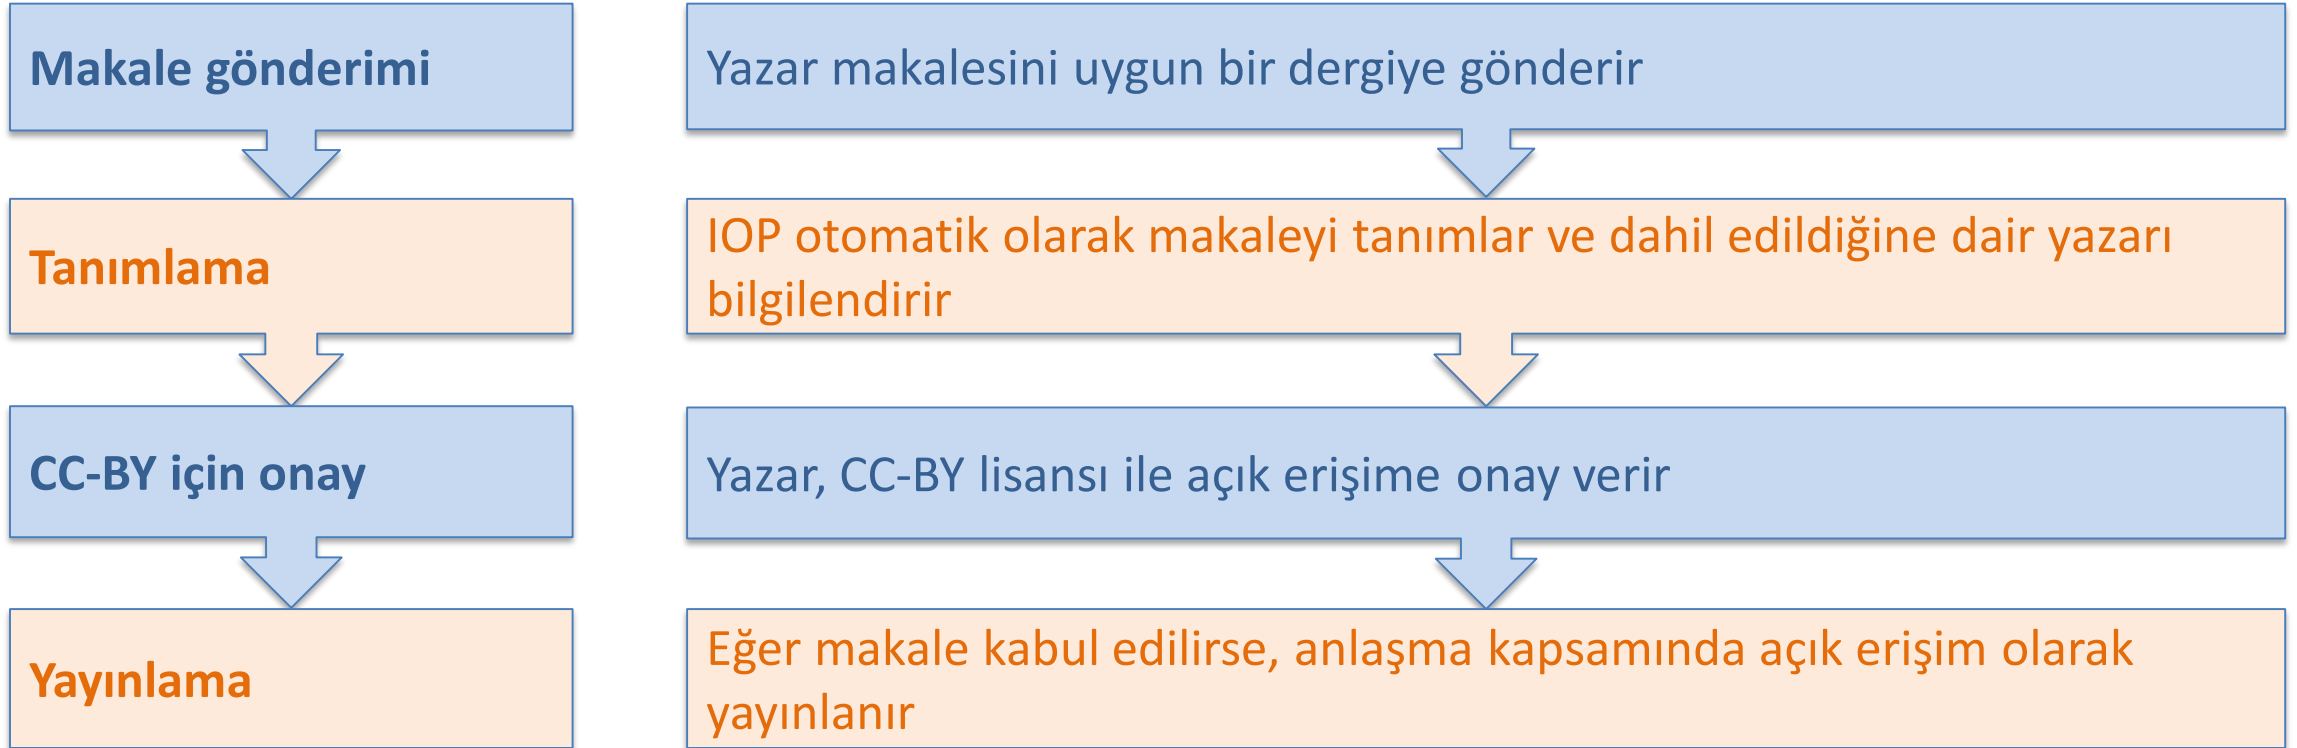 Makale gönderimi
Yazar makalesini uygun bir dergiye gönderir
Tanımlama
IOP otomatik olarak makaleyi tanımlar ve dahil edildiğine dair yazarı
bilgilendirir
CC-BY için onay
Yazar, CC-BY lisansı ile açık erişime onay verir
Yayınlama
Eğer makale kabul edilirse, anlaşma kapsamında açık erişim olarak
yayınlanır